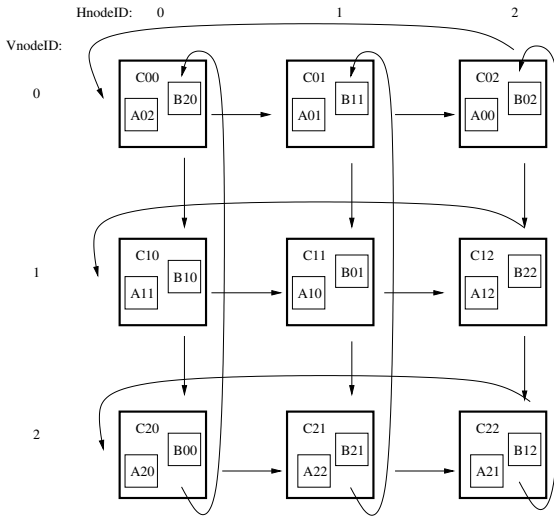 HnodeID: 0 1 2
VnodeID:
0
C00 C01 C02
B20 B11 B02
A02 A01 A00
1
C10 C11 C12
B10 B01 B22
A11 A10 A12
2
C20 C21 C22
B00 B21 B12
A20 A22 A21